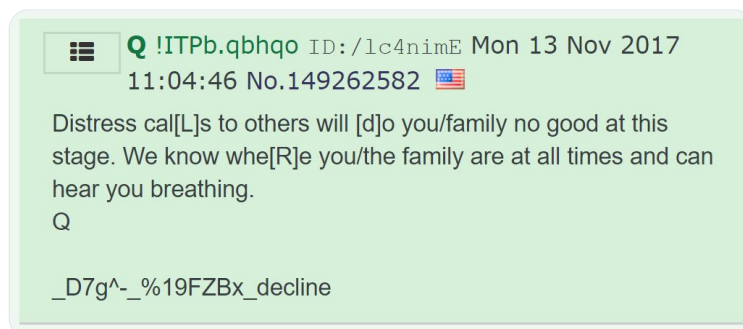 Q !ITPb.qbhqo ID:/lc4nimE Mon 13 Nov 2017
11:04:46 No.149262582
Distress cal[L]s to others will [d]o you/family no good at this
stage. We know whe[R]e you/the family are at all times and can
hear you breathing.
Q
_D7g^-_%19FZBx_decline